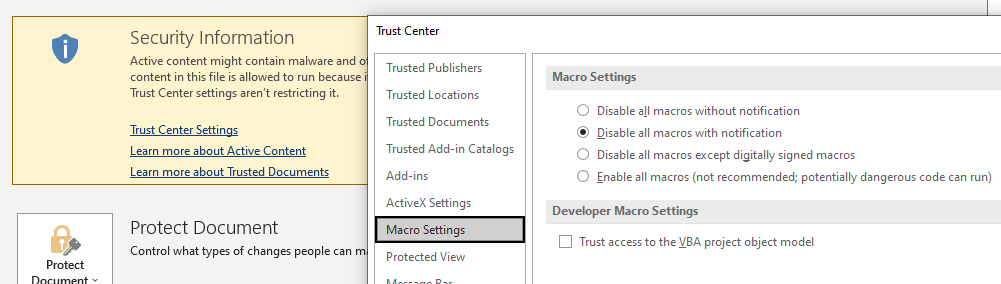 Security Information
Active content might contain malware and
content in this file is allowed to run because
Trust Center settings aren't restricting it.
Trust Center Settings
Learn more about Active Content
Learn more about Trusted Documents
Protect Document
Control what types of changes people can
Protect
Document
Trust Center
Trusted Publishers
Trusted Locations
Trusted Documents
Trusted Add-in Catalogs
Add-ins
ActiveX Settings
Macro Settings
Protected View
Message Bar
Macro Settings
Disable all macros without notification
Disable all macros with notification
Disable all macros except digitally signed macros
Enable all macros (not recommended; potentially dangerous code can run)
Developer Macro Settings
Trust access to the VBA project object model